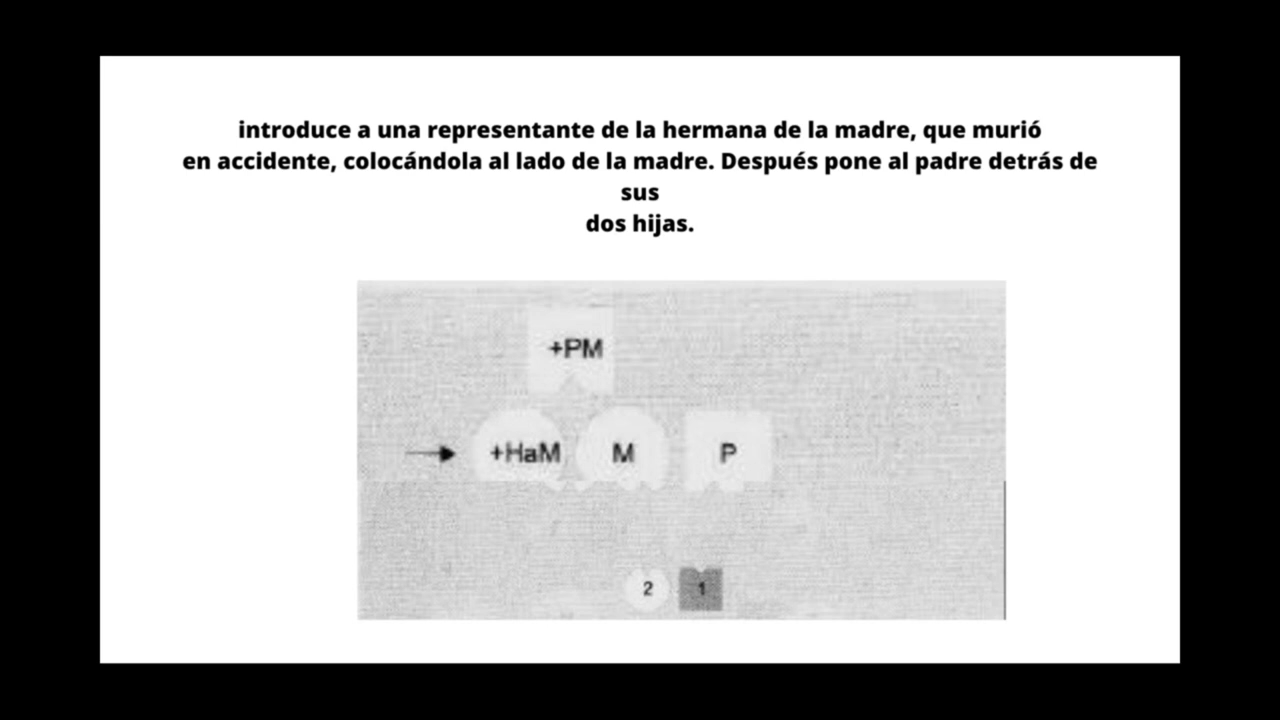 introduce a una representante de la hermana de la madre, que murió
en accidente, colocándola al lado de la madre. Después pone al padre detrás de
sus
dos hijas.
+PM
+HaM M P
2 1